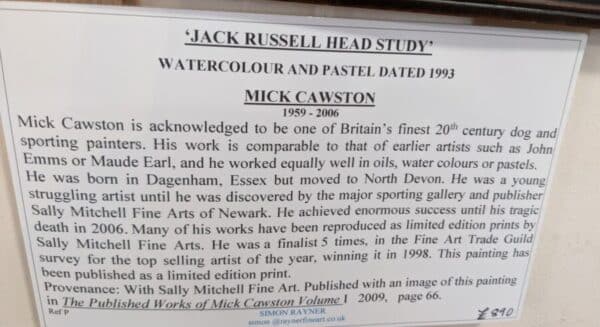 ‘JACK RUSSELL HEAD STUDY’
WATERCOLOUR AND PASTEL DATED 1993
MICK CAWSTON
1959 - 2006
Mick Cawston is acknowledged to be one of Britain's finest 20th century dog and
sporting painters. His work is comparable to that of earlier artists such as John
Emms or Maude Earl, and he worked equally well in oils, water colours or pastels.
He was born in Dagenham, Essex but moved to North Devon. He was a young
struggling artist until he was discovered by the major sporting gallery and publisher
Sally Mitchell Fine Arts of Newark. He achieved enormous success until his tragic
death in 2006. Many of his works have been reproduced as limited edition prints by
Sally Mitchell Fine Arts. He was a finalist 5 times, in the Fine Art Trade Guild
survey for the top selling artist of the year, winning it in 1998. This painting has
been published as a limited edition print.
Provenance: With Sally Mitchell Fine Art. Published with an image of this painting
in The Published Works of Mick Cawston Volume I 2009, page 66.
Ref P
SIMON RAYNER
simon @raynerfineart.co.uk
£890